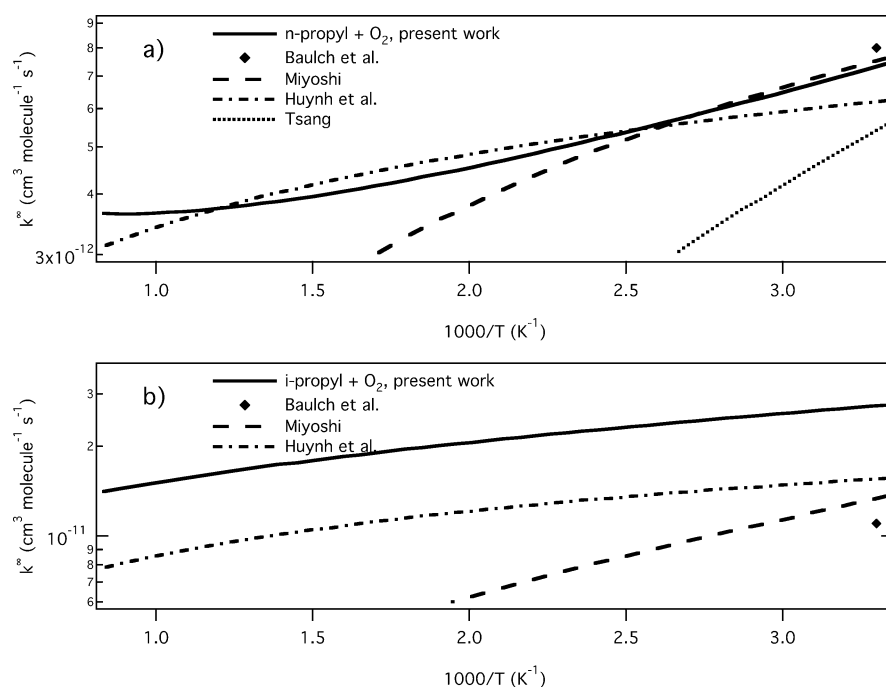 a)
n-propyl + O₂, present work
Baulch et al.
Miyoshi
Huynh et al.
Tsang
k∞ (cm³ molecule⁻¹ s⁻¹)
9
8
7
6
5
4
3x10⁻¹²
1.0 1.5 2.0 2.5 3.0
1000/T (K⁻¹)
b)
i-propyl + O₂, present work
Baulch et al.
Miyoshi
Huynh et al.
k∞ (cm³ molecule⁻¹ s⁻¹)
3
2
10⁻¹¹
9
8
7
6
1.0 1.5 2.0 2.5 3.0
1000/T (K⁻¹)